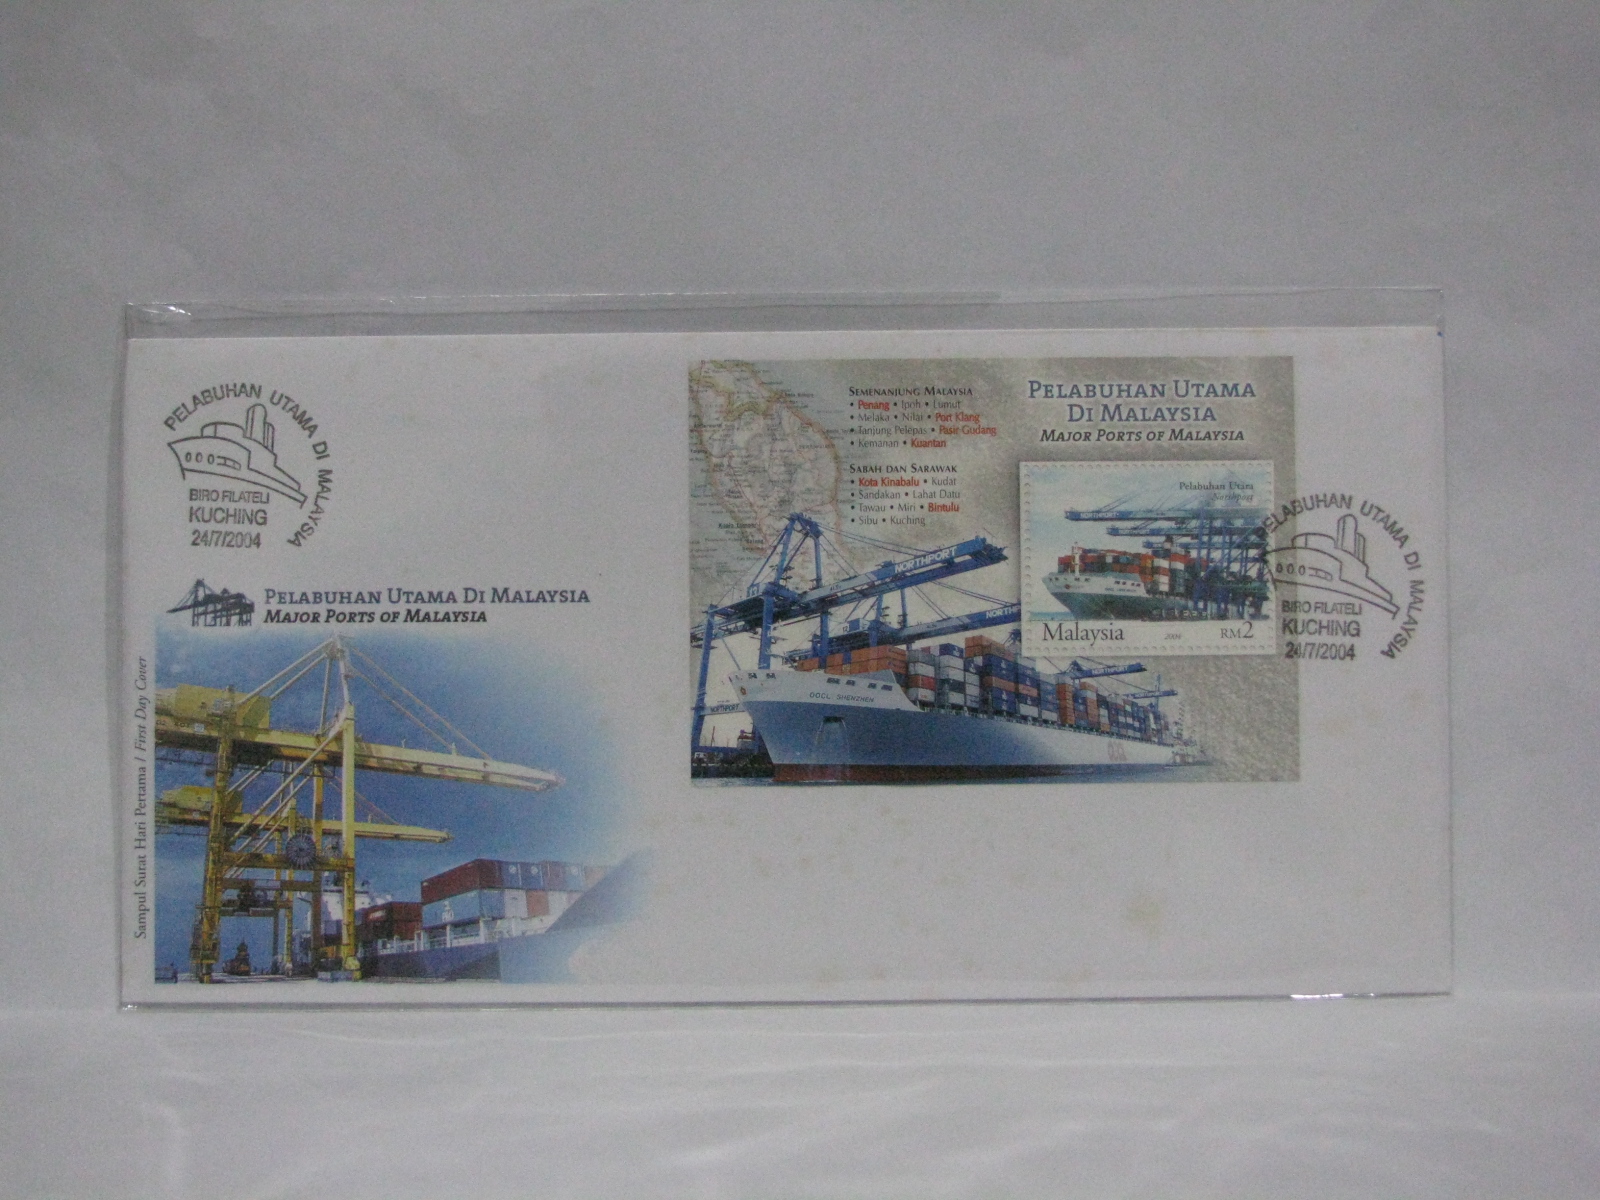 PELABUHAN UTAMA DI MALAYSIA
BIRO FILATELI
KUCHING
24/7/2004
PELABUHAN UTAMA DI MALAYSIA
MAJOR PORTS OF MALAYSIA
Sampul Surat Hari Pertama / First Day Cover
SEMENANJUNG MALAYSIA
• Penang • Ipoh • Lumut
• Melaka • Nilai • Port Klang
• Tanjung Pelepas • Pasir Gudang
• Kemaman • Kuantan
SABAH DAN SARAWAK
• Kota Kinabalu • Kudat
• Sandakan • Lahat Datu
• Tawau • Miri • Bintulu
• Sibu • Kuching
PELABUHAN UTAMA
DI MALAYSIA
MAJOR PORTS OF MALAYSIA
Pelabuhan Utara
Northport
NORTHPORT
Malaysia 2004 RM2
NORTHPORT
NORTHPORT
NORTHPORT
NORTHPORT
OOCL SHENZHEN
PELABUHAN UTAMA DI MALAYSIA
BIRO FILATELI
KUCHING
24/7/2004